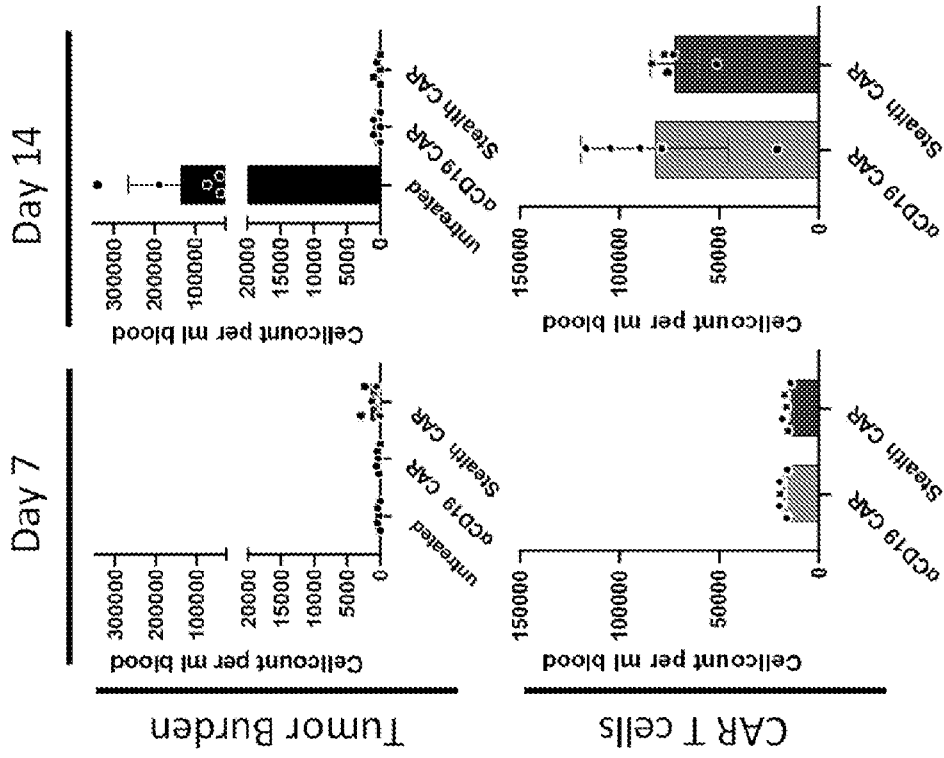 Day 7
Day 14
Tumor Burden
Cellcount per ml blood
300000
200000
100000
20000
15000
10000
5000
0
untreated
αCD19 CAR
Stealth CAR
Cellcount per ml blood
300000
200000
100000
20000
15000
10000
5000
0
untreated
αCD19 CAR
Stealth CAR
CAR T cells
Cellcount per ml blood
150000
100000
50000
0
αCD19 CAR
Stealth CAR
Cellcount per ml blood
150000
100000
50000
0
αCD19 CAR
Stealth CAR